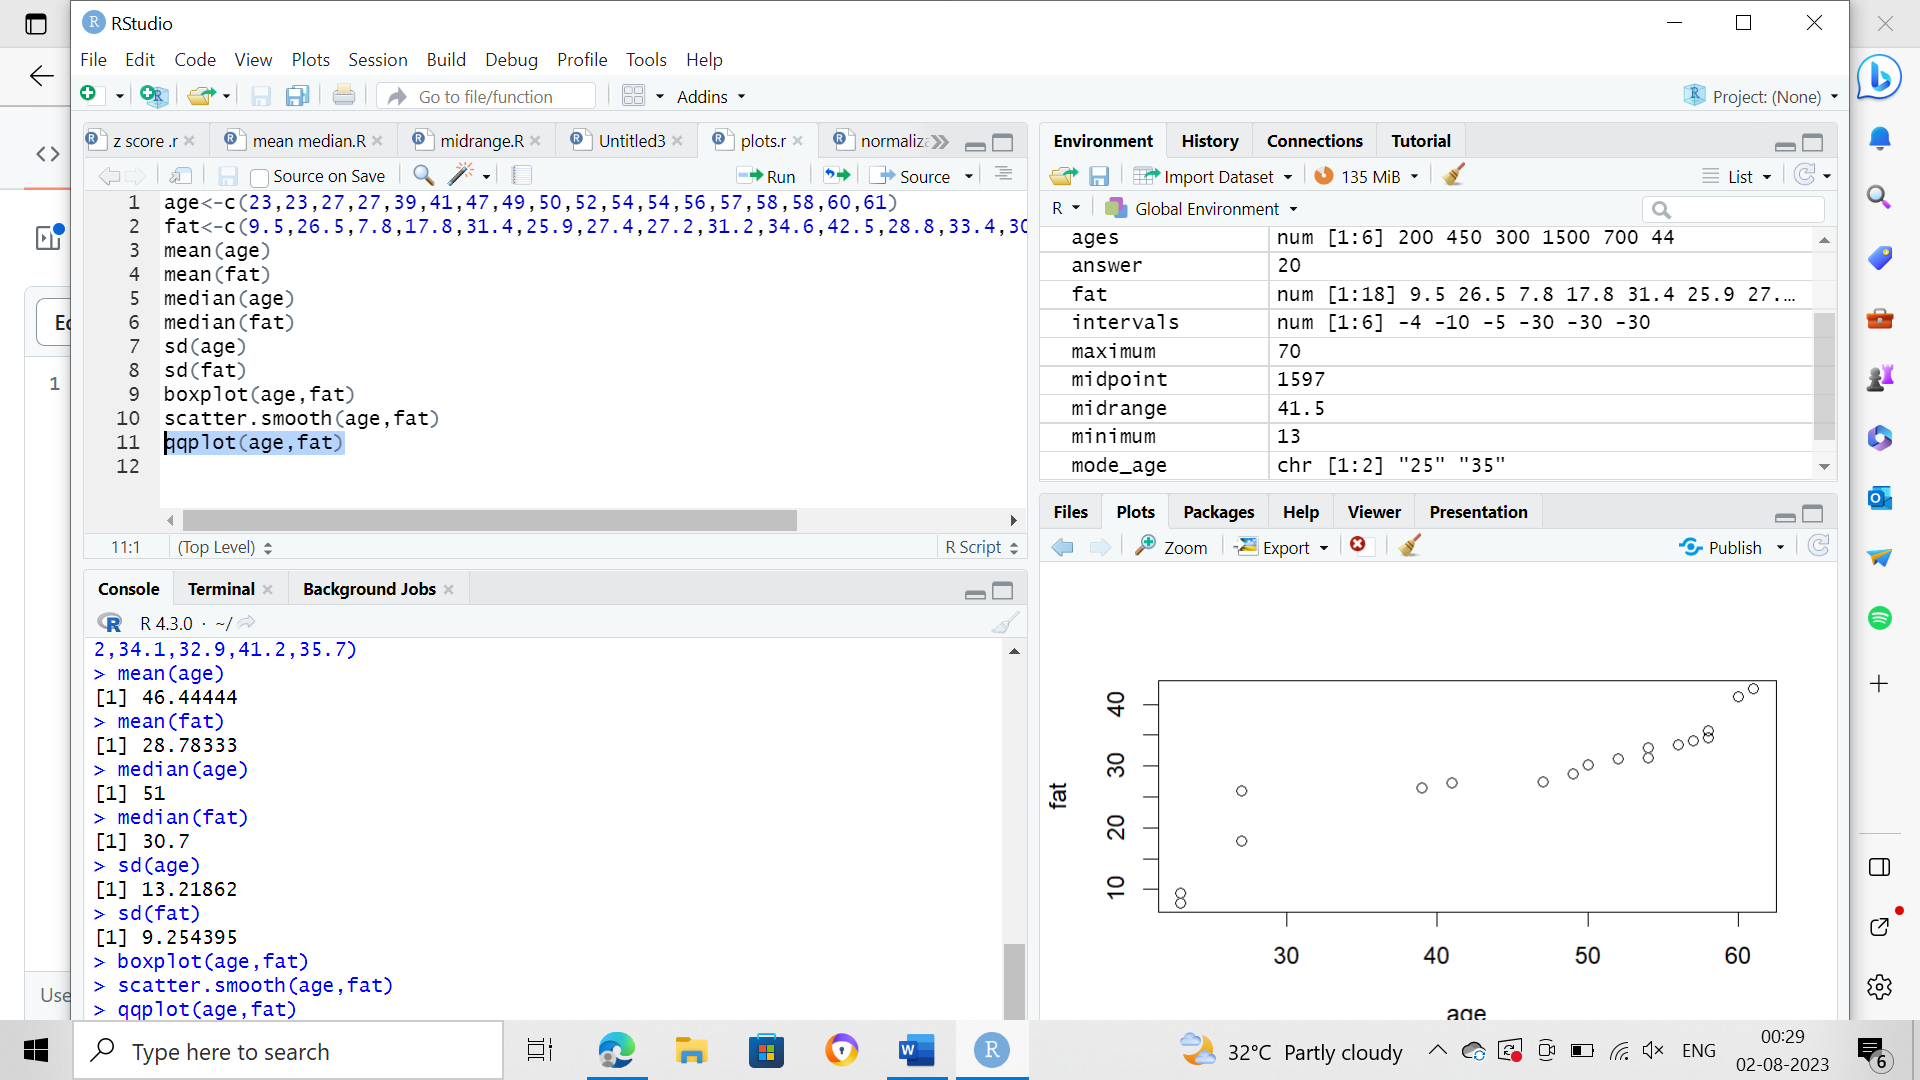 RStudio
File Edit Code View Plots Session Build Debug Profile Tools Help
Go to file/function Addins Project: (None)
z score .r mean median.R midrange.R Untitled3 plots.r
Source on Save Run Source
1 age<-c(23,23,27,27,39,41,47,49,50,52,54,54,56,57,58,58,60,61)
2 fat<-c(9.5,26.5,7.8,17.8,31.4,25.9,27.4,27.2,31.2,34.6,42.5,28.8,33.4,30
3 mean(age)
4 mean(fat)
5 median(age)
6 median(fat)
7 sd(age)
8 sd(fat)
9 boxplot(age,fat)
10 scatter.smooth(age,fat)
11 qqplot(age,fat)
12
11:1 (Top Level) R Script
Console Terminal Background Jobs
R 4.3.0 · ~/
2,34.1,32.9,41.2,35.7)
> mean(age)
[1] 46.44444
> mean(fat)
[1] 28.78333
> median(age)
[1] 51
> median(fat)
[1] 30.7
> sd(age)
[1] 13.21862
> sd(fat)
[1] 9.254395
> boxplot(age,fat)
> scatter.smooth(age,fat)
> qqplot(age,fat)
Environment History Connections Tutorial
Import Dataset 135 MiB List
R Global Environment
ages num [1:6] 200 450 300 1500 700 44
answer 20
fat num [1:18] 9.5 26.5 7.8 17.8 31.4 25.9 27.…
intervals num [1:6] -4 -10 -5 -30 -30 -30
maximum 70
midpoint 1597
midrange 41.5
minimum 13
mode_age chr [1:2] "25" "35"
Files Plots Packages Help Viewer Presentation
Zoom Export Publish
fat
40
30
20
10
30 40 50 60
age
1
Use
Type here to search
32°C Partly cloudy
ENG
00:29
02-08-2023
6